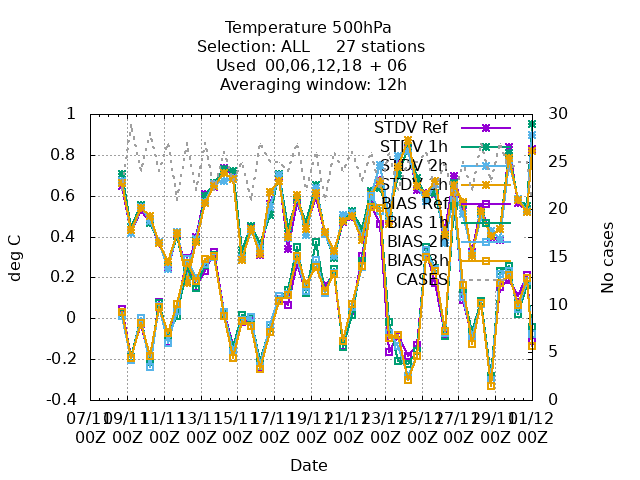 Temperature 500hPa
Selection: ALL 27 stations
Used 00,06,12,18 + 06
Averaging window: 12h
deg C
1
0.8
0.6
0.4
0.2
0
-0.2
-0.4
STDV Ref
STDV 1h
STDV 2h
STDV 3h
BIAS Ref
BIAS 1h
BIAS 2h
BIAS 3h
CASES
30
25
20
15
10
5
0
No cases
07/11 09/11 11/11 13/11 15/11 17/11 19/11 21/11 23/11 25/11 27/11 29/11 01/12
00Z 00Z 00Z 00Z 00Z 00Z 00Z 00Z 00Z 00Z 00Z 00Z 00Z
Date